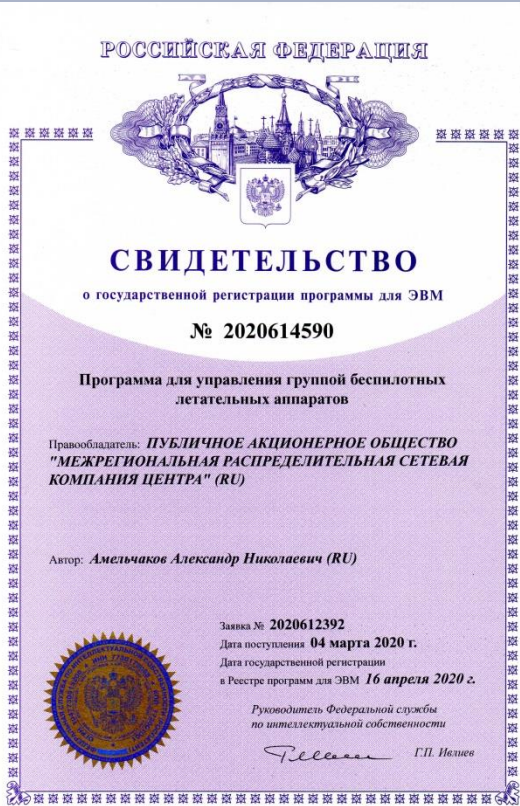 РОССИЙСКАЯ ФЕДЕРАЦИЯ
СВИДЕТЕЛЬСТВО
о государственной регистрации программы для ЭВМ
№ 2020614590
Программа для управления группой беспилотных
летательных аппаратов
Правообладатель: ПУБЛИЧНОЕ АКЦИОНЕРНОЕ ОБЩЕСТВО
"МЕЖРЕГИОНАЛЬНАЯ РАСПРЕДЕЛИТЕЛЬНАЯ СЕТЕВАЯ
КОМПАНИЯ ЦЕНТРА" (RU)
Автор: Амельчаков Александр Николаевич (RU)
Заявка № 2020612392
Дата поступления 04 марта 2020 г.
Дата государственной регистрации
в Реестре программ для ЭВМ 16 апреля 2020 г.
Руководитель Федеральной службы
по интеллектуальной собственности
Г.П. Ивлиев